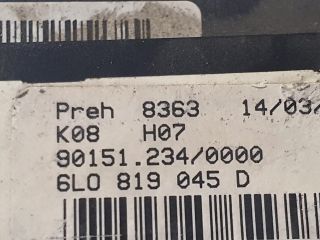 Preh 8363 14/03/
K08 H07
90151.234/0000
6L0 819 045 D